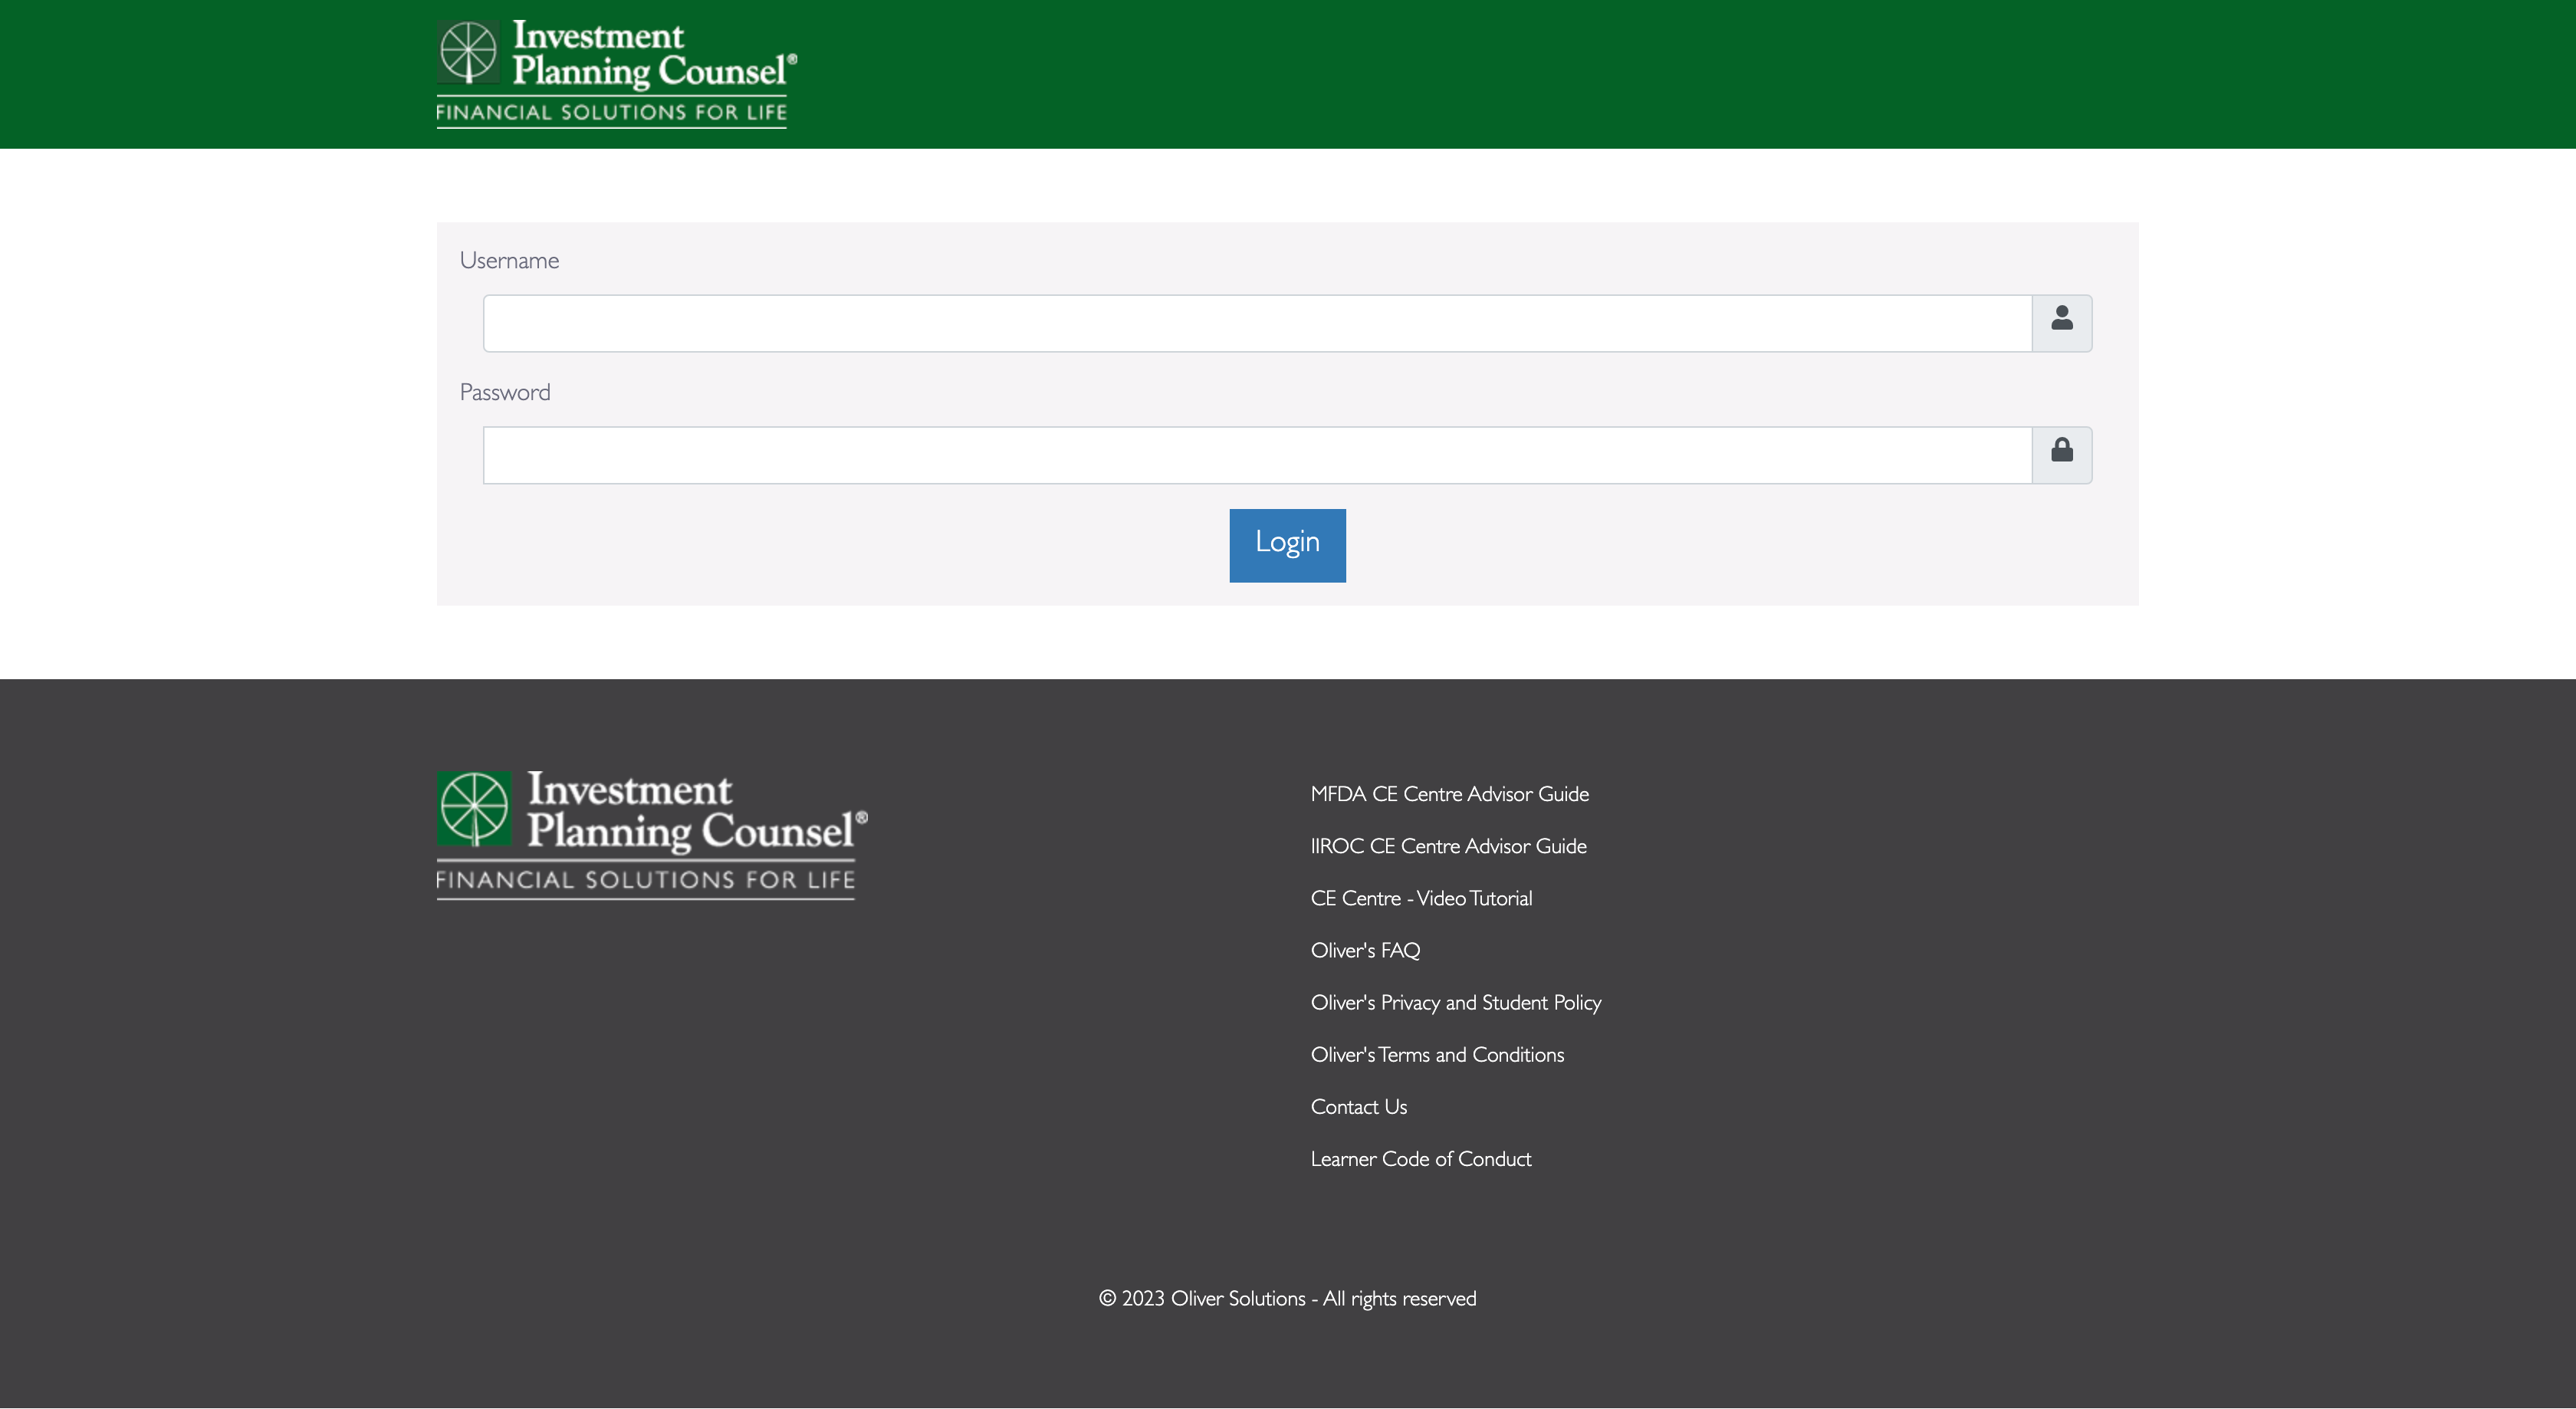 Investment
Planning Counsel®
FINANCIAL SOLUTIONS FOR LIFE
Username
Password
Login
Investment
Planning Counsel®
FINANCIAL SOLUTIONS FOR LIFE
MFDA CE Centre Advisor Guide
IIROC CE Centre Advisor Guide
CE Centre - Video Tutorial
Oliver's FAQ
Oliver's Privacy and Student Policy
Oliver's Terms and Conditions
Contact Us
Learner Code of Conduct
© 2023 Oliver Solutions - All rights reserved